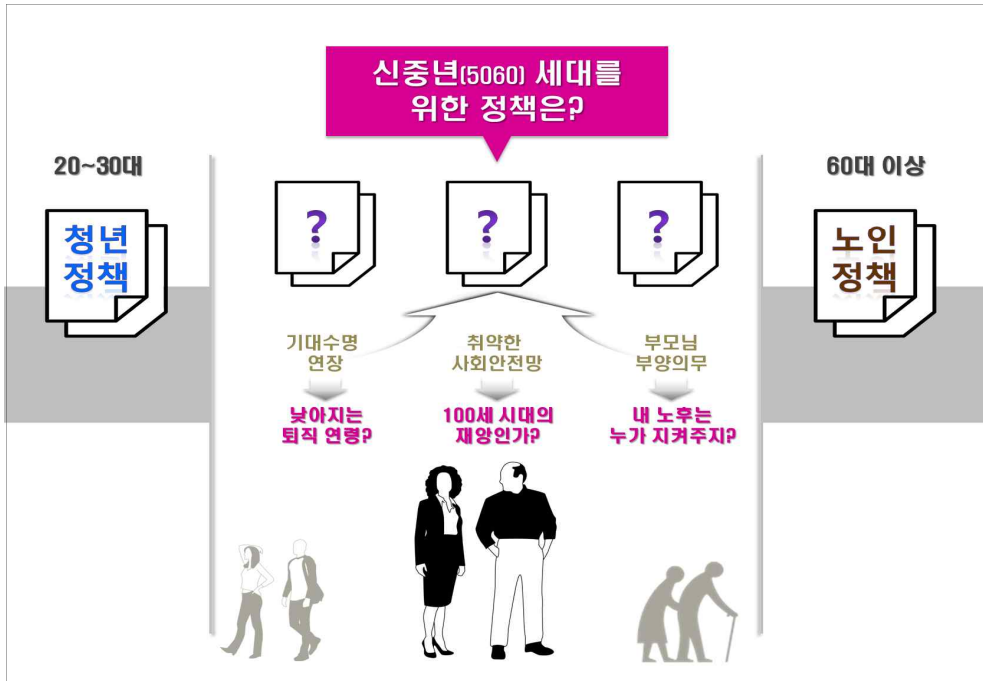 신중년(5060) 세대를
위한 정책은?
20~30대
60대 이상
청년
정책
?
?
?
노인
정책
기대수명
연장
취약한
사회안전망
부모님
부양의무
낮아지는
퇴직 연령?
100세 시대의
재앙인가?
내 노후는
누가 지켜주지?